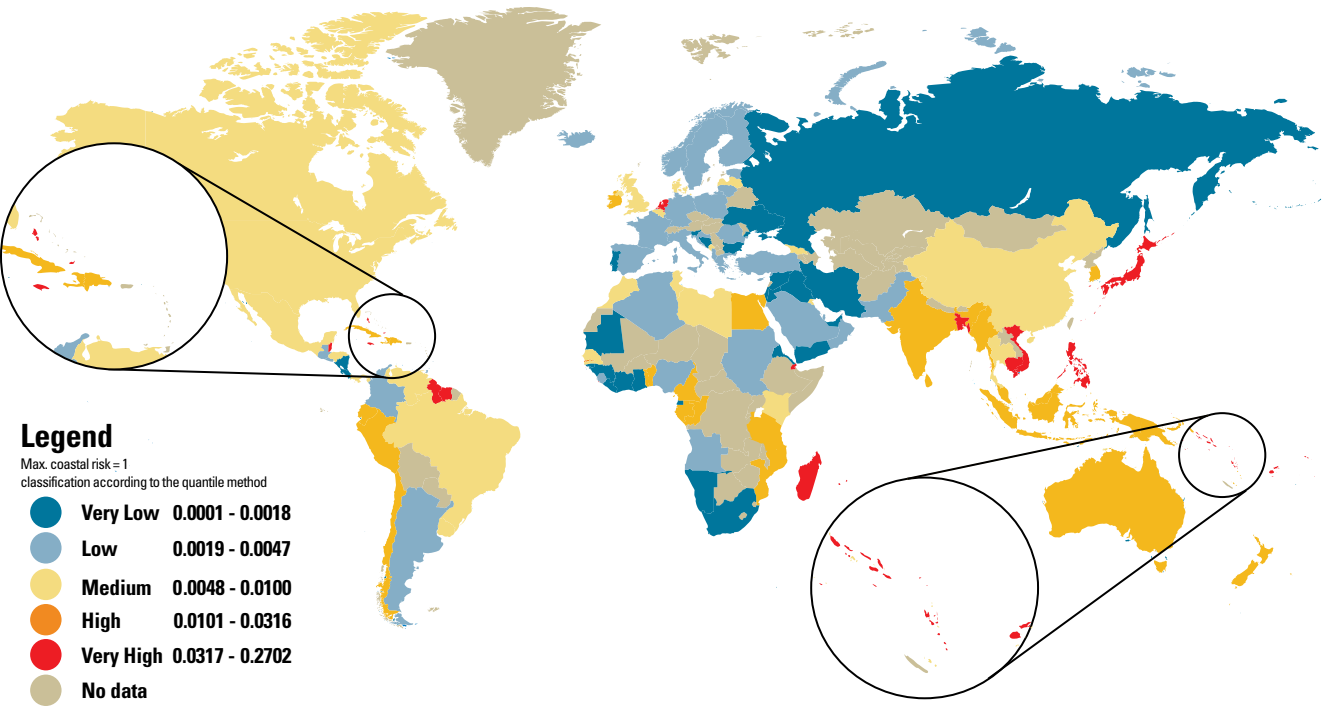 Legend
Max. coastal risk = 1
classification according to the quantile method
Very Low 0.0001 - 0.0018
Low 0.0019 - 0.0047
Medium 0.0048 - 0.0100
High 0.0101 - 0.0316
Very High 0.0317 - 0.2702
No data